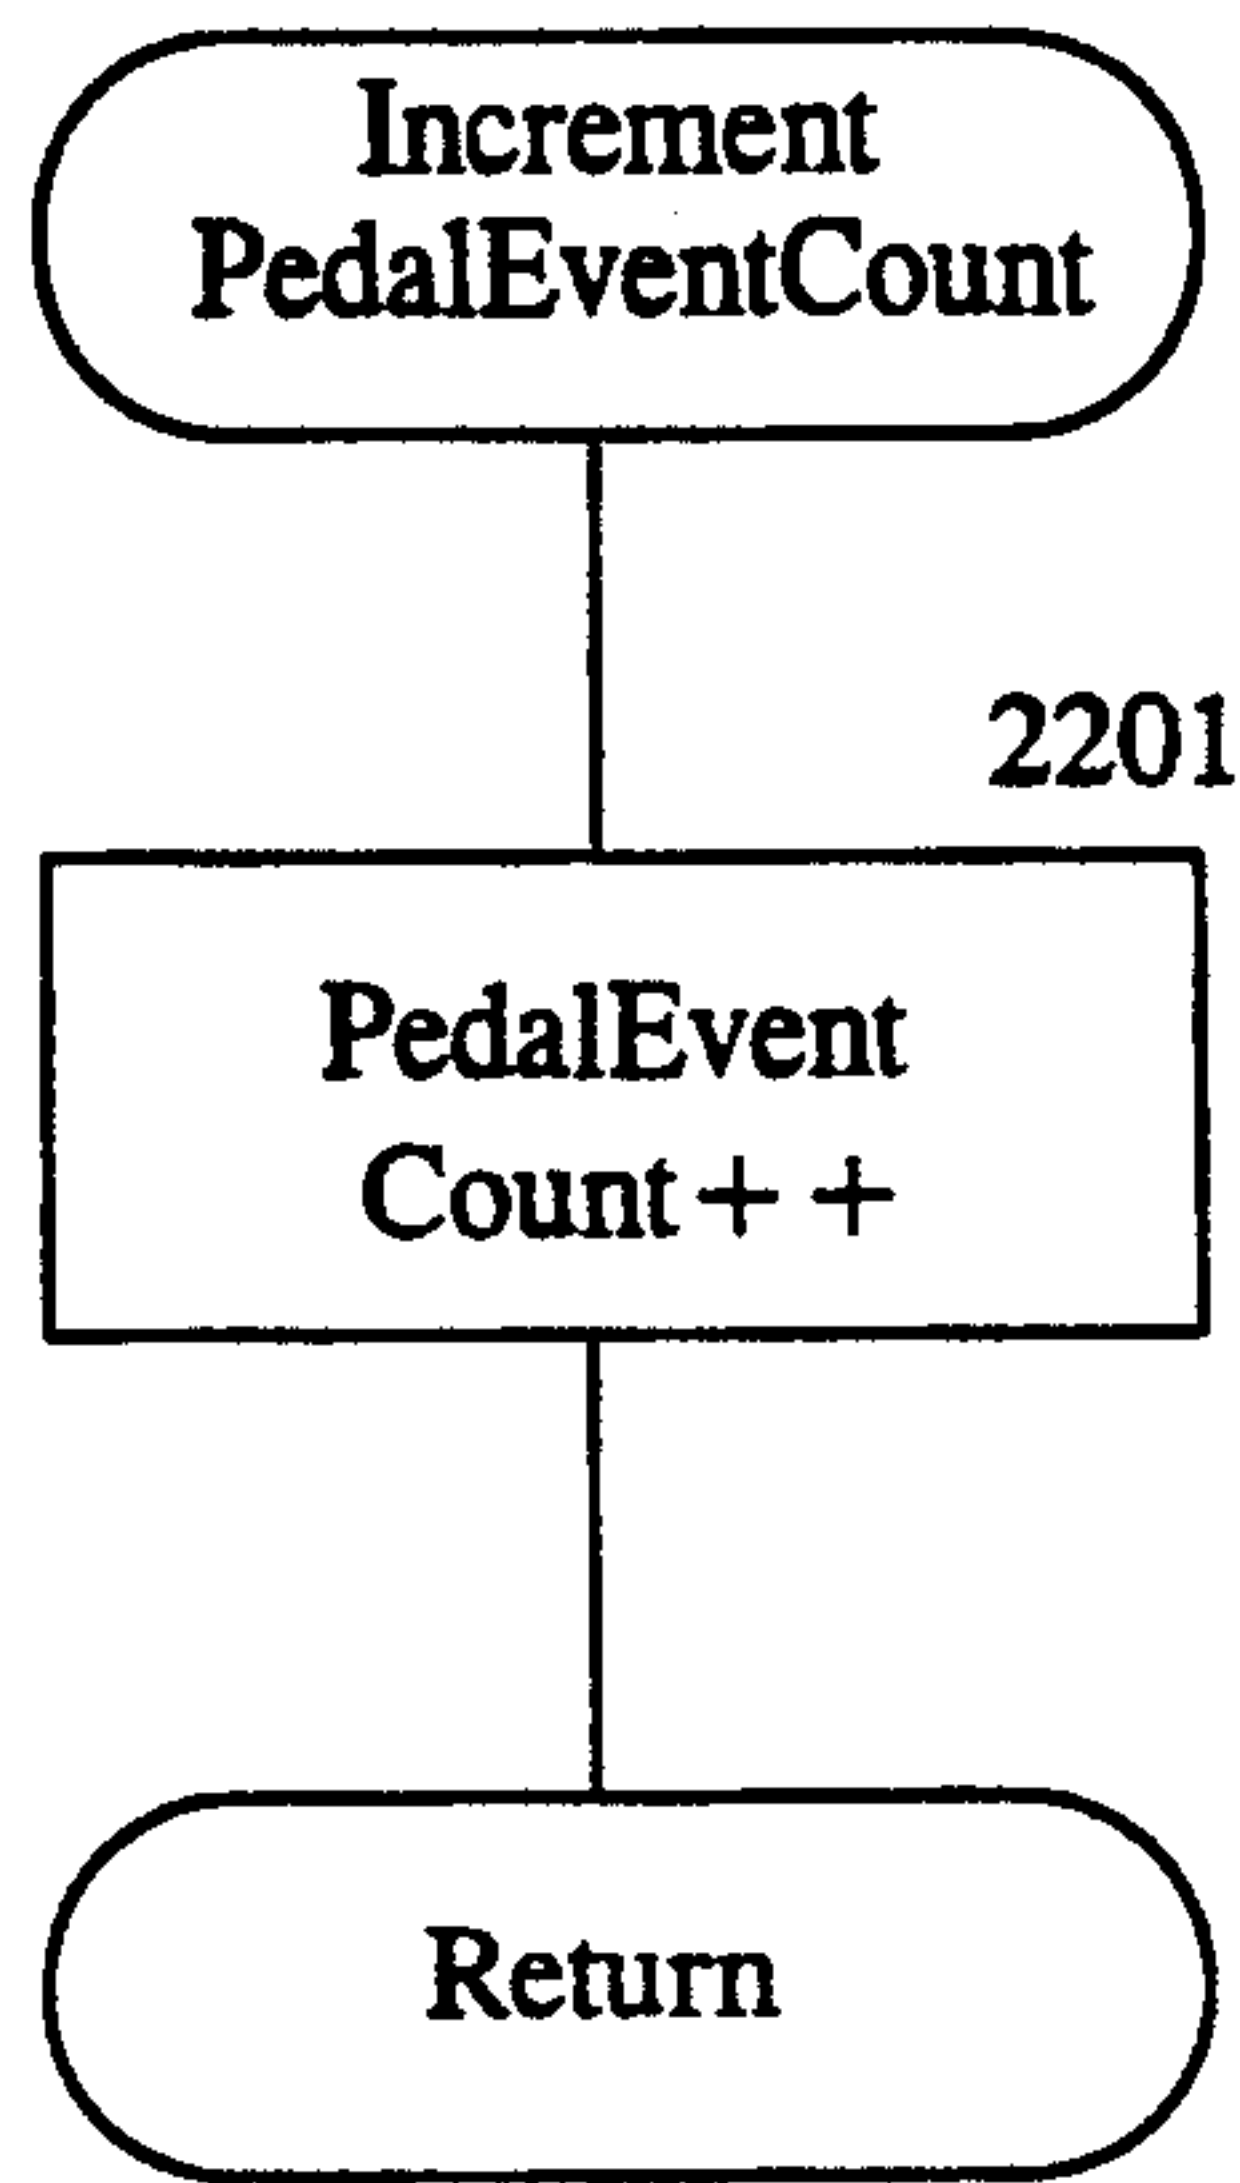 Increment
PedalEventCount
2201
PedalEvent
Count + +
Return